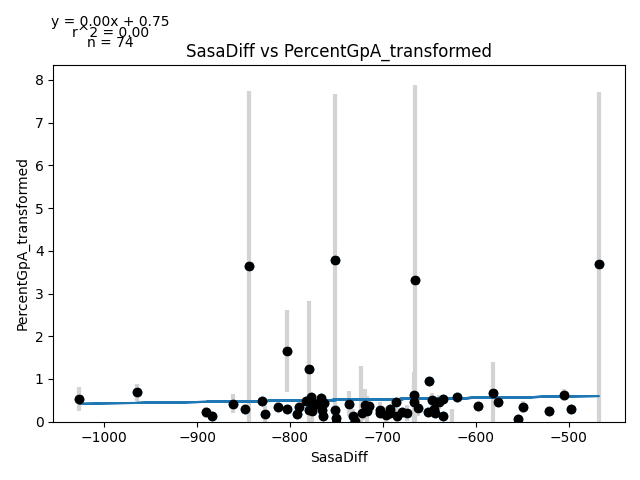 y = 0.00x + 0.75
r^2 = 0.00
n = 74
SasaDiff vs PercentGpA_transformed
PercentGpA_transformed
8
7
6
5
4
3
2
1
0
−1000 −900 −800 −700 −600 −500
SasaDiff